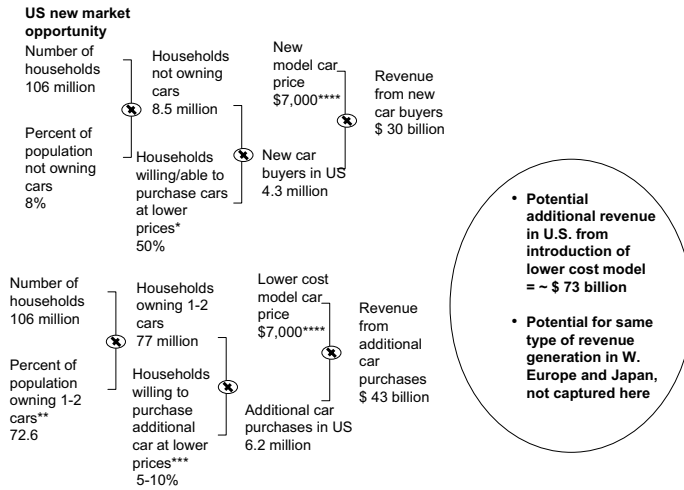 US new market
opportunity
Number of
households
106 million
Percent of
population
not owning
cars
8%
Households
not owning
cars
8.5 million
Households
willing/able to
purchase cars
at lower
prices*
50%
New
model car
price
$7,000****
New car
buyers in US
4.3 million
Revenue
from new
car buyers
$ 30 billion
Number of
households
106 million
Percent of
population
owning 1-2
cars**
72.6
Households
owning 1-2
cars
77 million
Households
willing to
purchase
additional
car at lower
prices***
5-10%
Lower cost
model car
price
$7,000****
Additional car
purchases in US
6.2 million
Revenue
from
additional
car
purchases
$ 43 billion
• Potential
additional revenue
in U.S. from
introduction of
lower cost model
= ~ $ 73 billion
• Potential for same
type of revenue
generation in W.
Europe and Japan,
not captured here